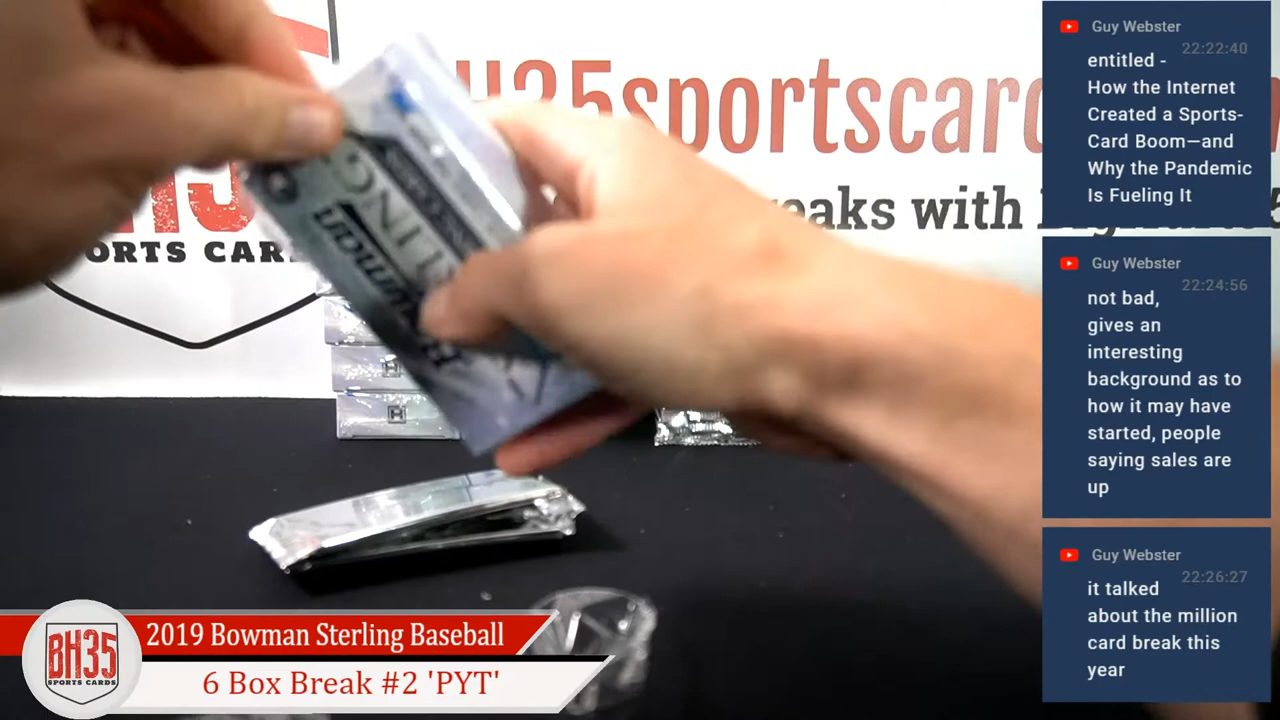 H35sportscard
eaks with
H35
ORTS CAR
Bowman
Guy Webster
22:22:40
entitled -
How the Internet
Created a Sports-
Card Boom—and
Why the Pandemic
Is Fueling It
Guy Webster
22:24:56
not bad,
gives an
interesting
background as to
how it may have
started, people
saying sales are
up
Guy Webster
22:26:27
it talked
about the million
card break this
year
BH35
SPORTS CARDS
2019 Bowman Sterling Baseball
6 Box Break #2 'PYT'